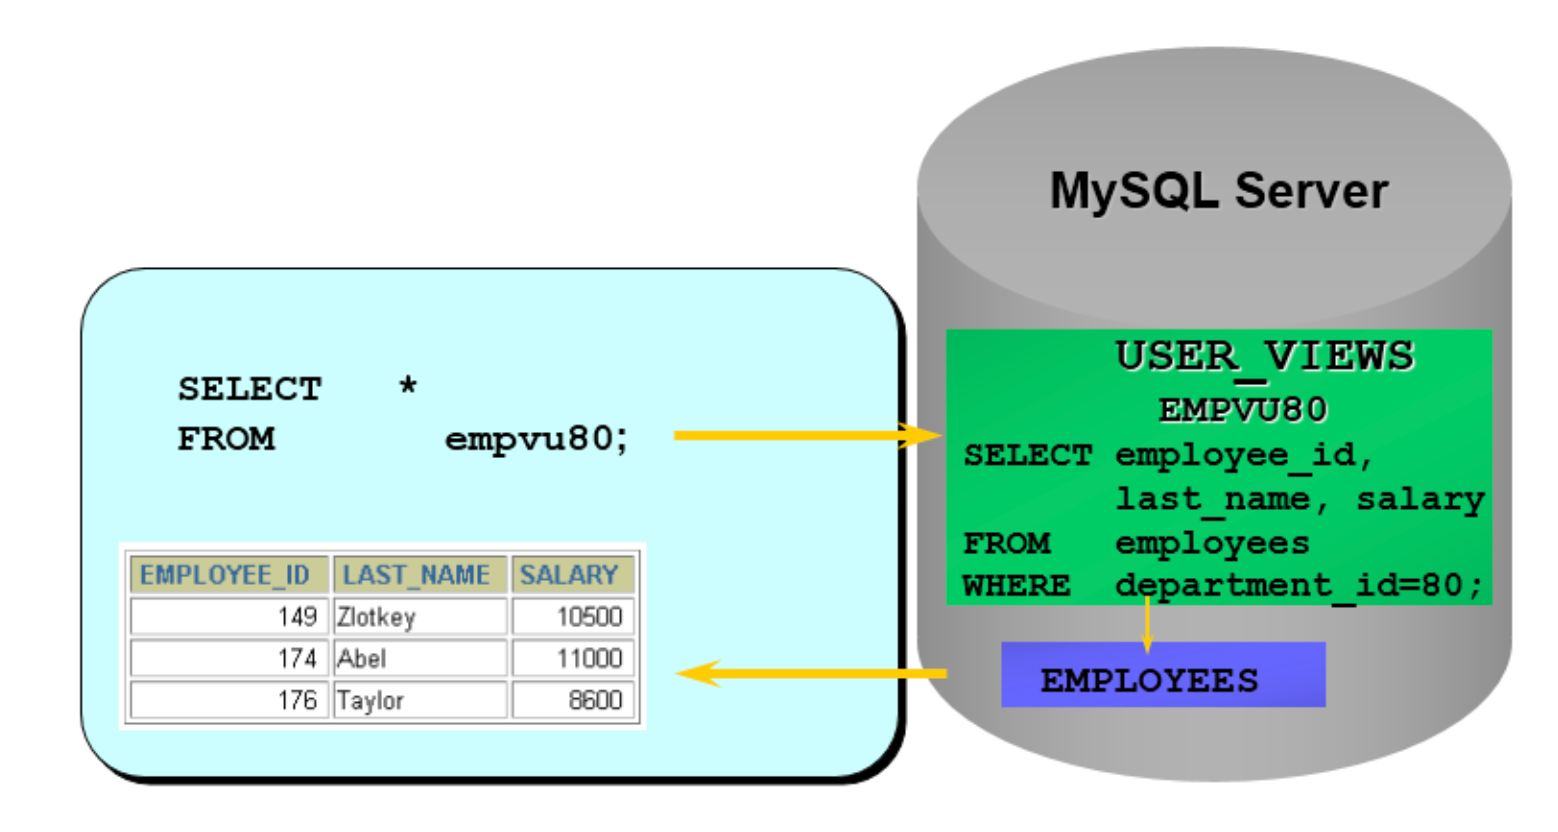 MySQL Server
SELECT *
FROM empvu80;
USER_VIEWS
EMPVU80
SELECT employee_id,
last_name, salary
FROM employees
WHERE department_id=80;
EMPLOYEES
EMPLOYEE_ID LAST_NAME SALARY
149 Zlotkey 10500
174 Abel 11000
176 Taylor 8600